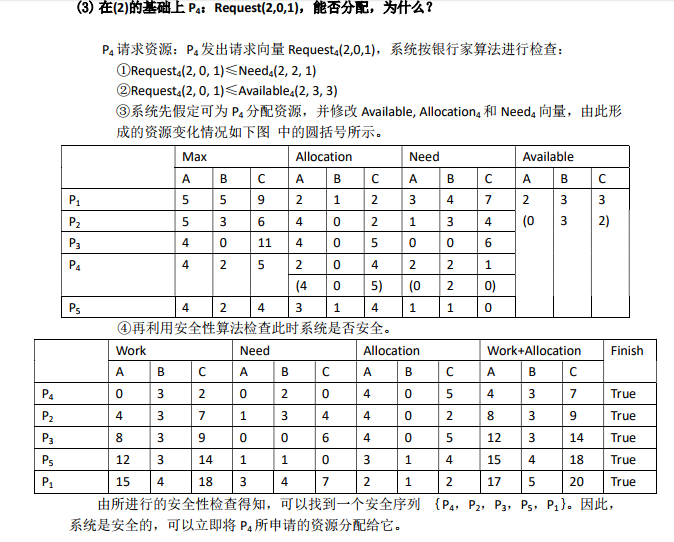 (3) 在(2)的基础上 P₄：Request(2,0,1)，能否分配，为什么？
P₄ 请求资源：P₄ 发出请求向量 Request₄(2,0,1)，系统按银行家算法进行检查：
①Request₄(2, 0, 1)≤Need₄(2, 2, 1)
②Request₄(2, 0, 1)≤Available₄(2, 3, 3)
③系统先假定可为 P₄ 分配资源，并修改 Available, Allocation₄ 和 Need₄ 向量，由此形
成的资源变化情况如下图 中的圆括号所示。
Max Allocation Need Available
A B C A B C A B C A B C
P₁ 5 5 9 2 1 2 3 4 7 2 3 3
P₂ 5 3 6 4 0 2 1 3 4 (0 3 2)
P₃ 4 0 11 4 0 5 0 0 6
P₄ 4 2 5 2 0 4 2 2 1
(4 0 5) (0 2 0)
P₅ 4 2 4 3 1 4 1 1 0
④再利用安全性算法检查此时系统是否安全。
Work Need Allocation Work+Allocation Finish
A B C A B C A B C A B C
P₄ 0 3 2 0 2 0 4 0 5 4 3 7 True
P₂ 4 3 7 1 3 4 4 0 2 8 3 9 True
P₃ 8 3 9 0 0 6 4 0 5 12 3 14 True
P₅ 12 3 14 1 1 0 3 1 4 15 4 18 True
P₁ 15 4 18 3 4 7 2 1 2 17 5 20 True
由所进行的安全性检查得知，可以找到一个安全序列 {P₄，P₂，P₃，P₅，P₁}。因此，
系统是安全的，可以立即将 P₄ 所申请的资源分配给它。